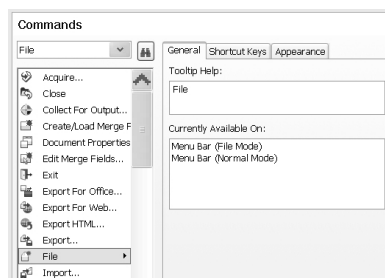 Commands
File
General Shortcut Keys Appearance
Acquire...
Close
Collect For Output...
Create/Load Merge F
Document Properties
Edit Merge Fields...
Exit
Export For Office...
Export For Web...
Export HTML...
Export...
File
Import...
Tooltip Help:
File
Currently Available On:
Menu Bar (File Mode)
Menu Bar (Normal Mode)